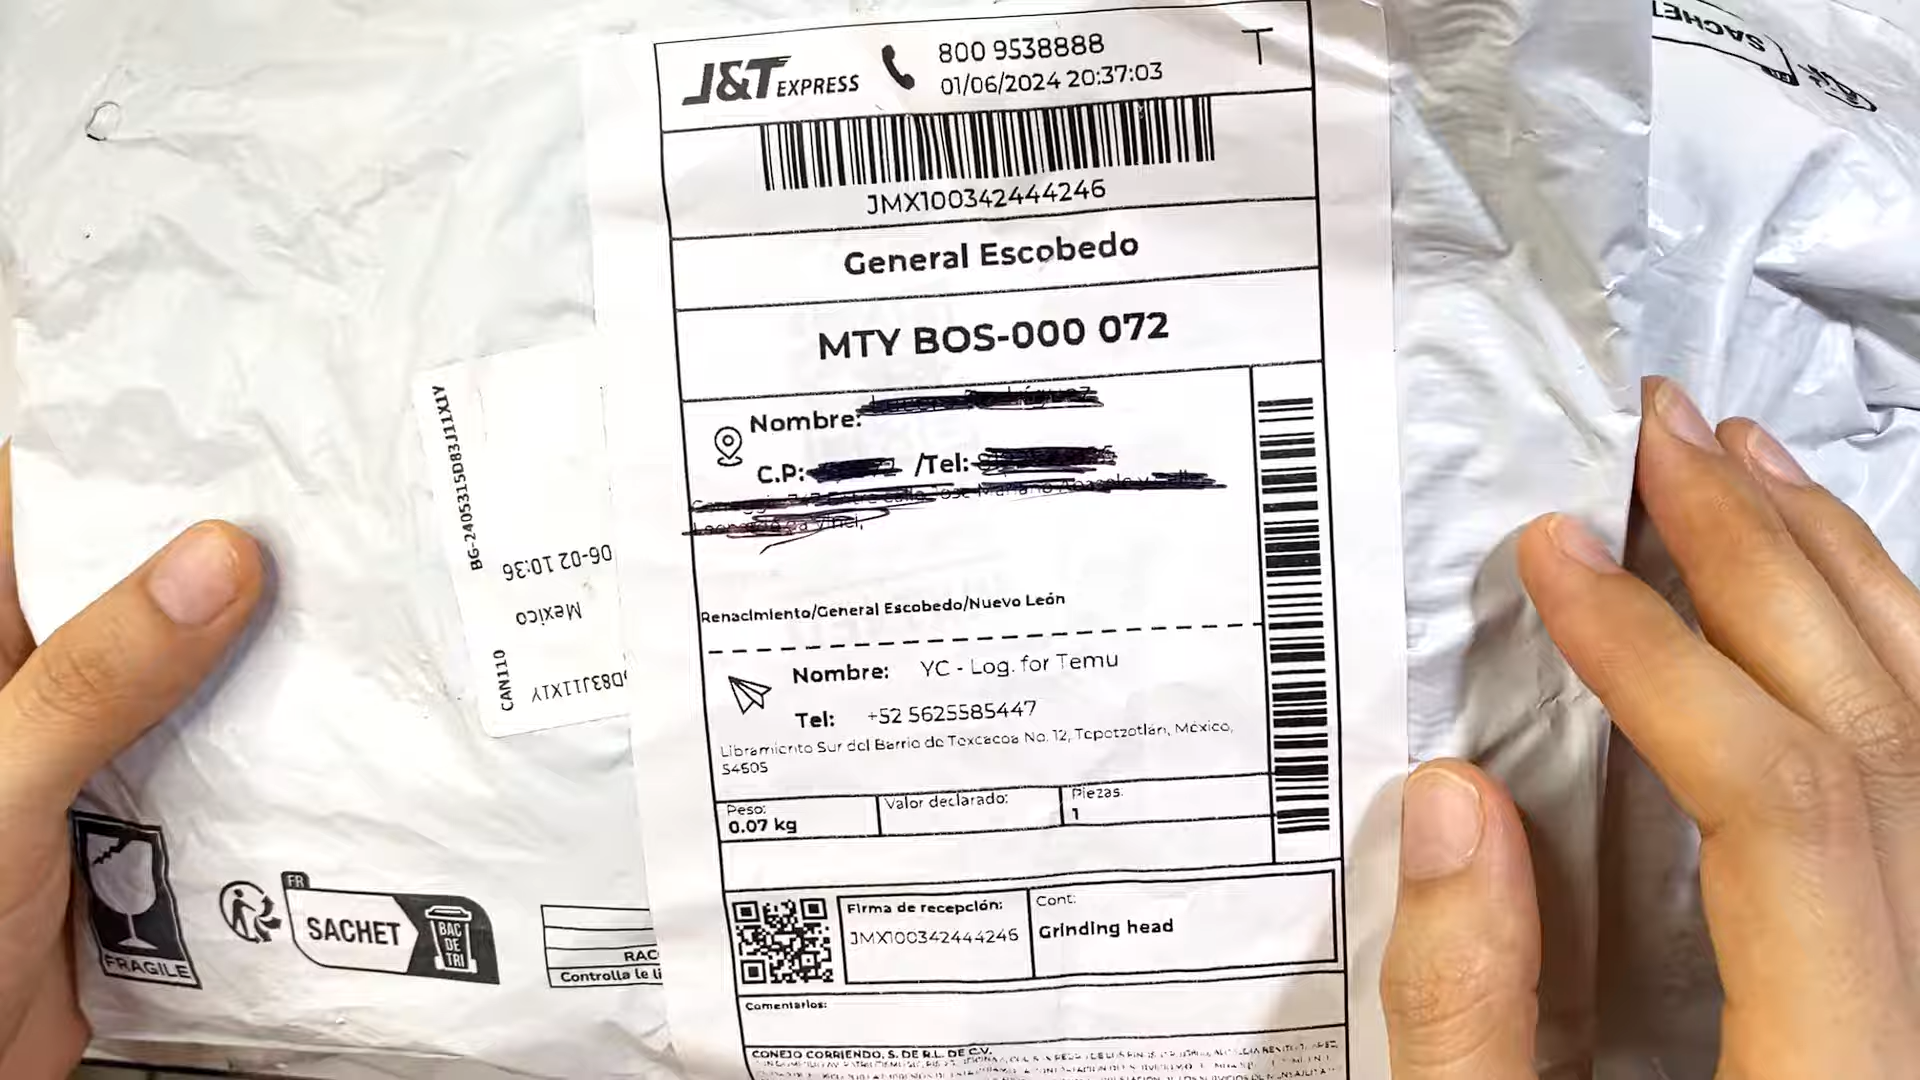 J&T EXPRESS
800 9538888
01/06/2024 20:37:03
T
JMX100342444246
General Escobedo
MTY BOS-000 072
Nombre:
C.P: /Tel:
Renacimiento/General Escobedo/Nuevo León
Nombre: YC - Log. for Temu
Tel: +52 5625585447
Libramiento Sur del Barrio de Texcacoa No. 12, Tepotzotlán, México,
54605
Peso:
0.07 kg
Valor declarado:
Piezas:
1
Firma de recepción:
JMX100342444246
Cont:
Grinding head
Comentarios:
CONEJO CORRIENDO, S. DE R.L. DE C.V.
BG-2405315D83J11X1Y
06-02 10:36
Mexico
CAN110
D83J11X1Y
FRAGILE
FR
SACHET
BAC
DE
TRI
RAC
Controlla le li
SACHET